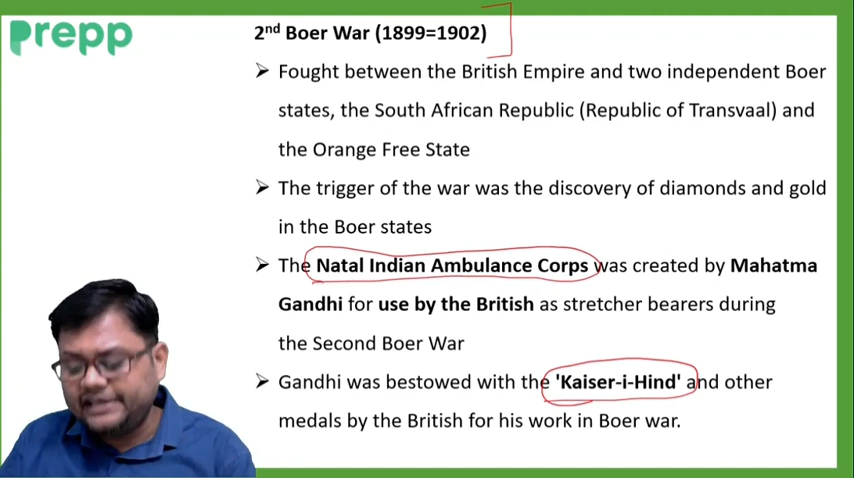 prepp
2nd Boer War (1899=1902)
➢ Fought between the British Empire and two independent Boer
states, the South African Republic (Republic of Transvaal) and
the Orange Free State
➢ The trigger of the war was the discovery of diamonds and gold
in the Boer states
➢ The Natal Indian Ambulance Corps was created by Mahatma
Gandhi for use by the British as stretcher bearers during
the Second Boer War
➢ Gandhi was bestowed with the 'Kaiser-i-Hind' and other
medals by the British for his work in Boer war.